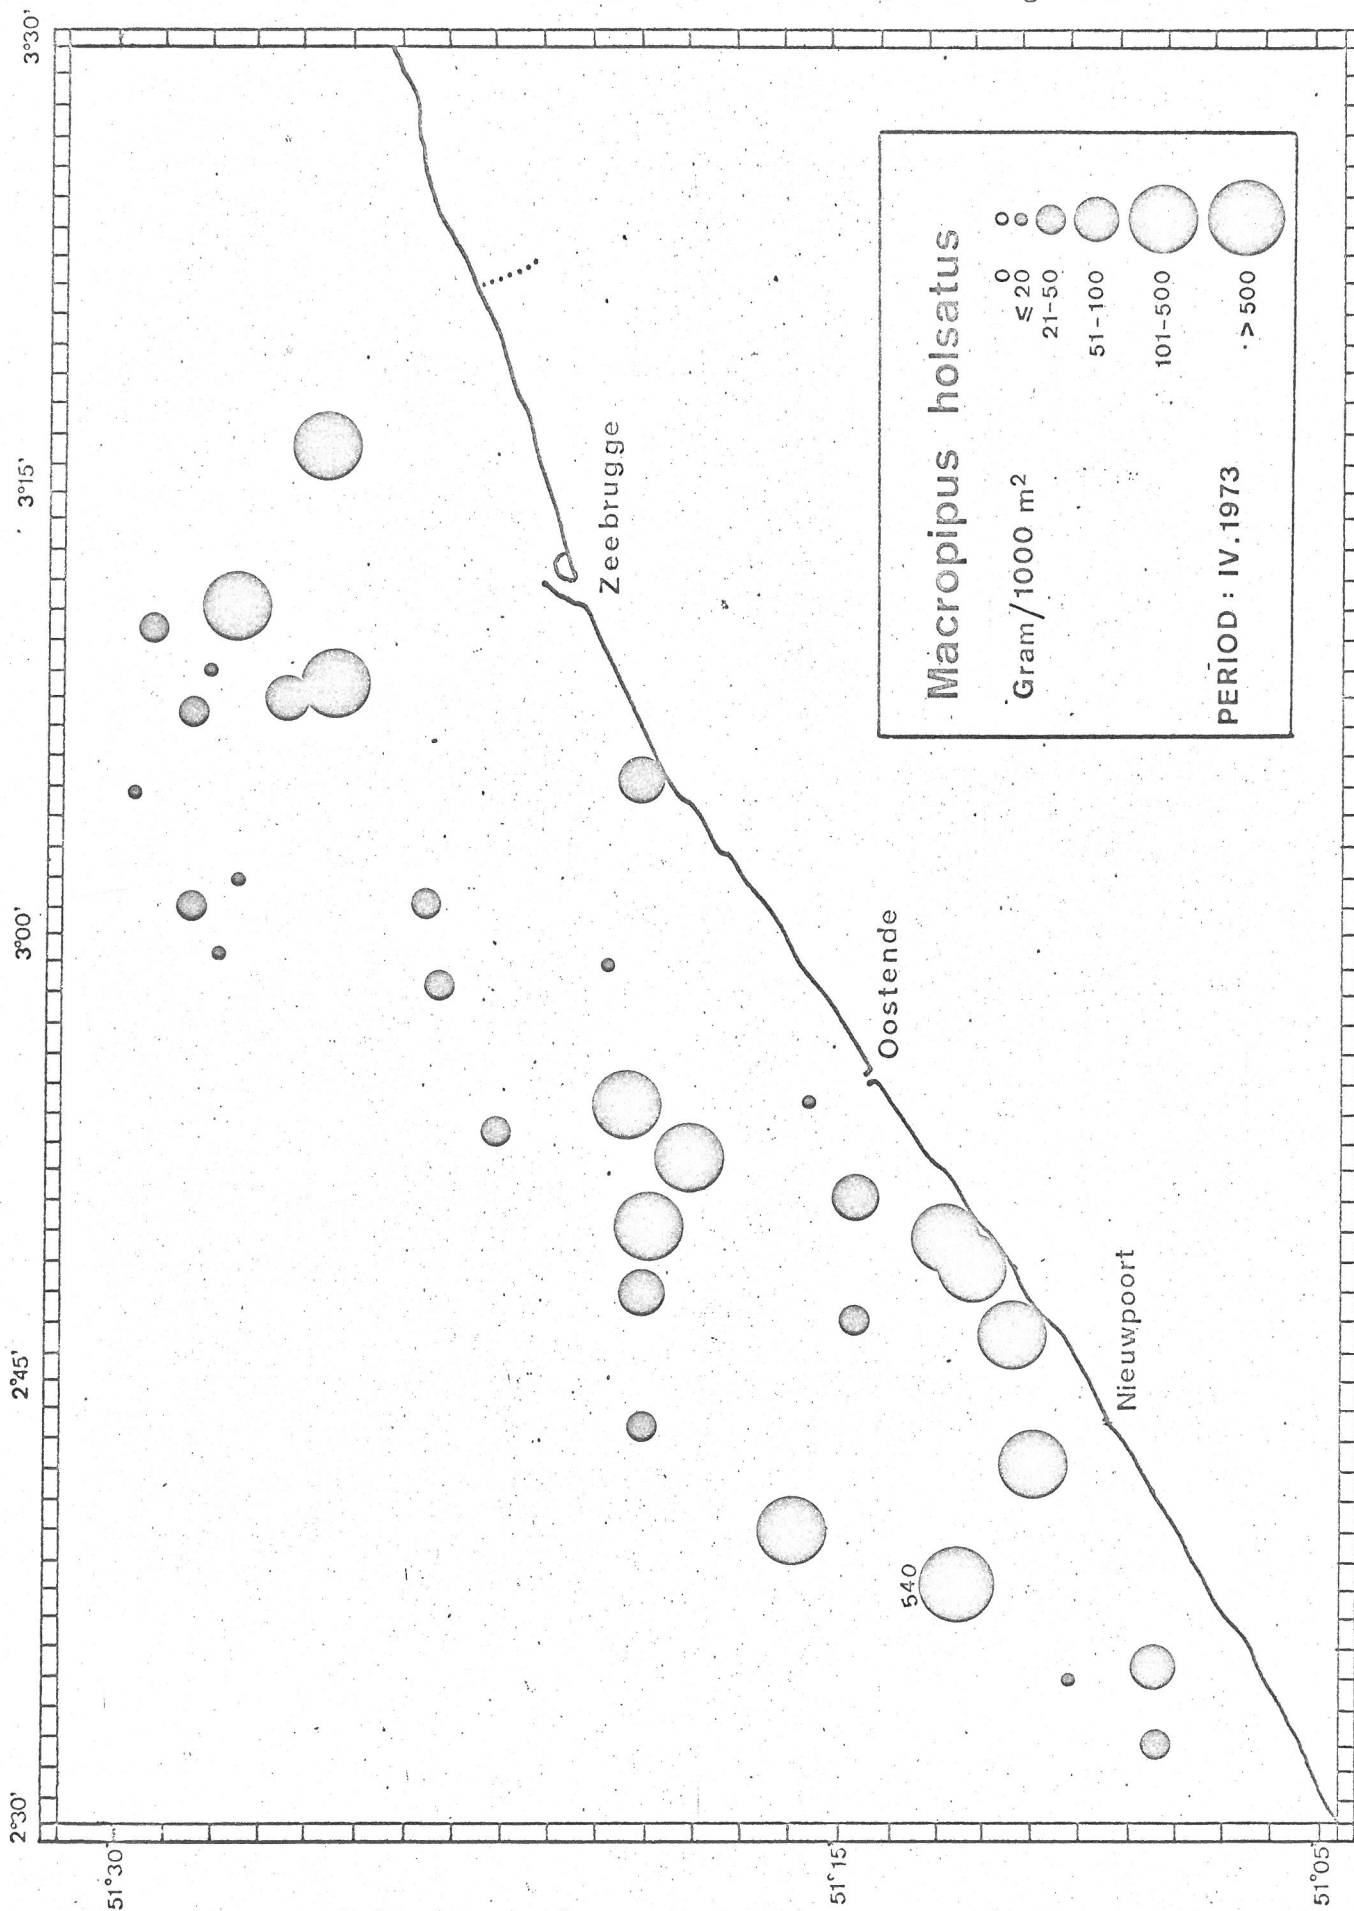 51°30'
51°15'
51°05'
2°30'
2°45'
3°00'
3°15'
3°30'
Zeebrugge
Oostende
Nieuwpoort
540
Macropipus holsatus
Gram/1000 m²
0
≤ 20
21-50
51-100
101-500
> 500
PERIOD : IV.1973